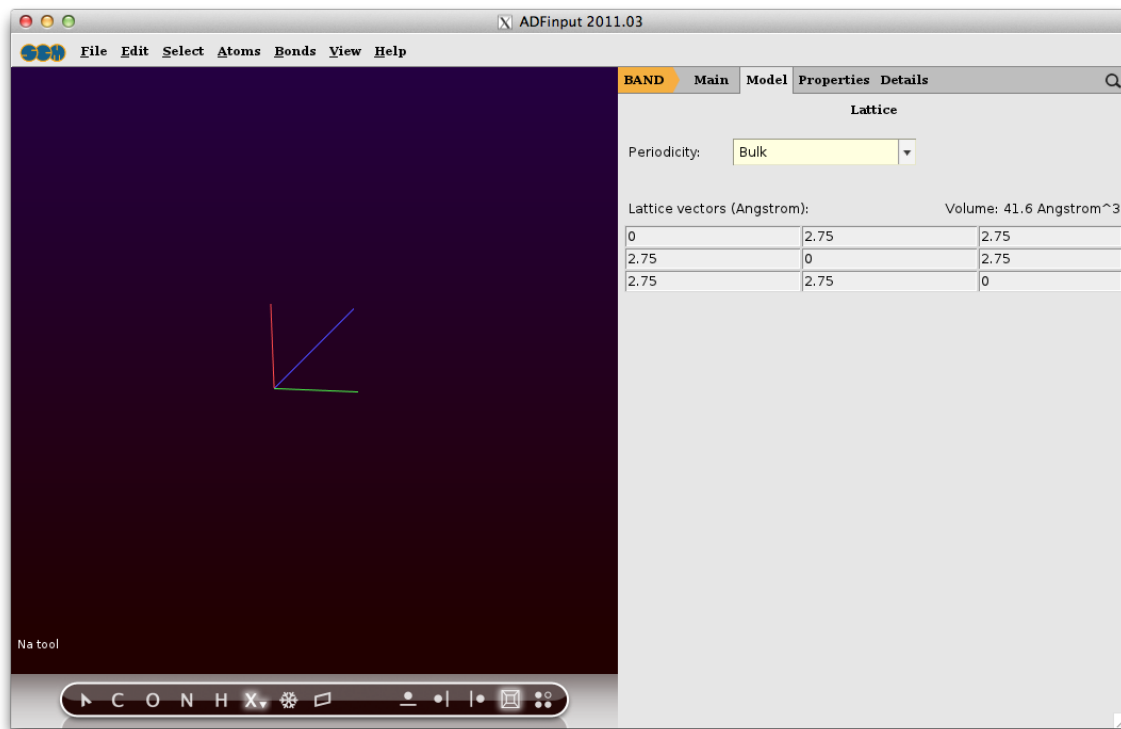 X ADFinput 2011.03
SCM File Edit Select Atoms Bonds View Help
BAND Main Model Properties Details
Lattice
Periodicity: Bulk
Lattice vectors (Angstrom): Volume: 41.6 Angstrom^3
0 2.75 2.75
2.75 0 2.75
2.75 2.75 0
Na tool
C O N H X